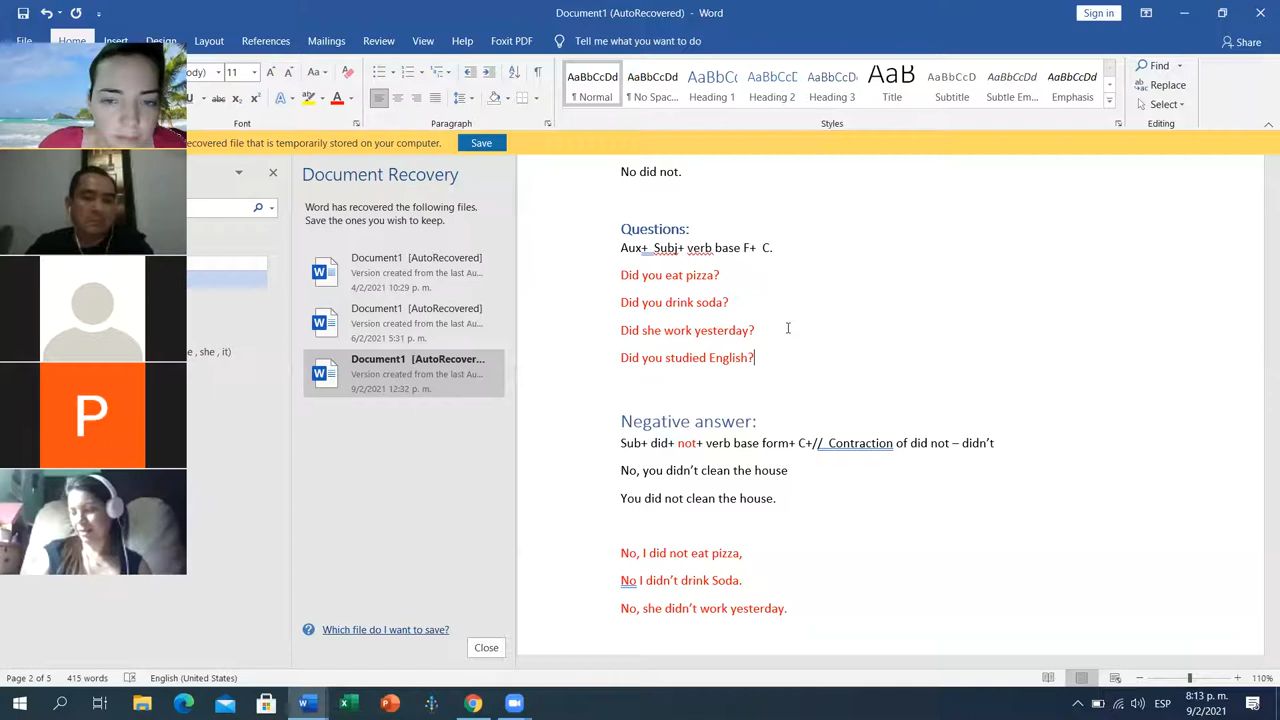 Document1 (AutoRecovered) - Word
Sign in
Home
Insert
Design
Layout
References
Mailings
Review
View
Help
Foxit PDF
Tell me what you want to do
Share
11
Aa
AaBbCcDd
AaBbCcDd
AaBbCc
AaBbCcD
AaBbCcD
AaB
AaBbCcD
AaBbCcDd
AaBbCcDd
¶ Normal
¶ No Spac...
Heading 1
Heading 2
Heading 3
Title
Subtitle
Subtle Em...
Emphasis
Find
Replace
Select
Font
Paragraph
Styles
Editing
recovered file that is temporarily stored on your computer.
Save
Document Recovery
Word has recovered the following files.
Save the ones you wish to keep.
Document1 [AutoRecovered]
Version created from the last Au...
4/2/2021 10:29 p. m.
Document1 [AutoRecovered]
Version created from the last Au...
6/2/2021 5:31 p. m.
Document1 [AutoRecover...
Version created from the last Au...
9/2/2021 12:32 p. m.
, she , it)
P
Which file do I want to save?
Close
No did not.
Questions:
Aux+ Subj+ verb base F+ C.
Did you eat pizza?
Did you drink soda?
Did she work yesterday?
Did you studied English?
Negative answer:
Sub+ did+ not+ verb base form+ C+// Contraction of did not – didn’t
No, you didn’t clean the house
You did not clean the house.
No, I did not eat pizza,
No I didn’t drink Soda.
No, she didn’t work yesterday.
Page 2 of 5
415 words
English (United States)
110%
ESP
8:13 p. m.
9/2/2021